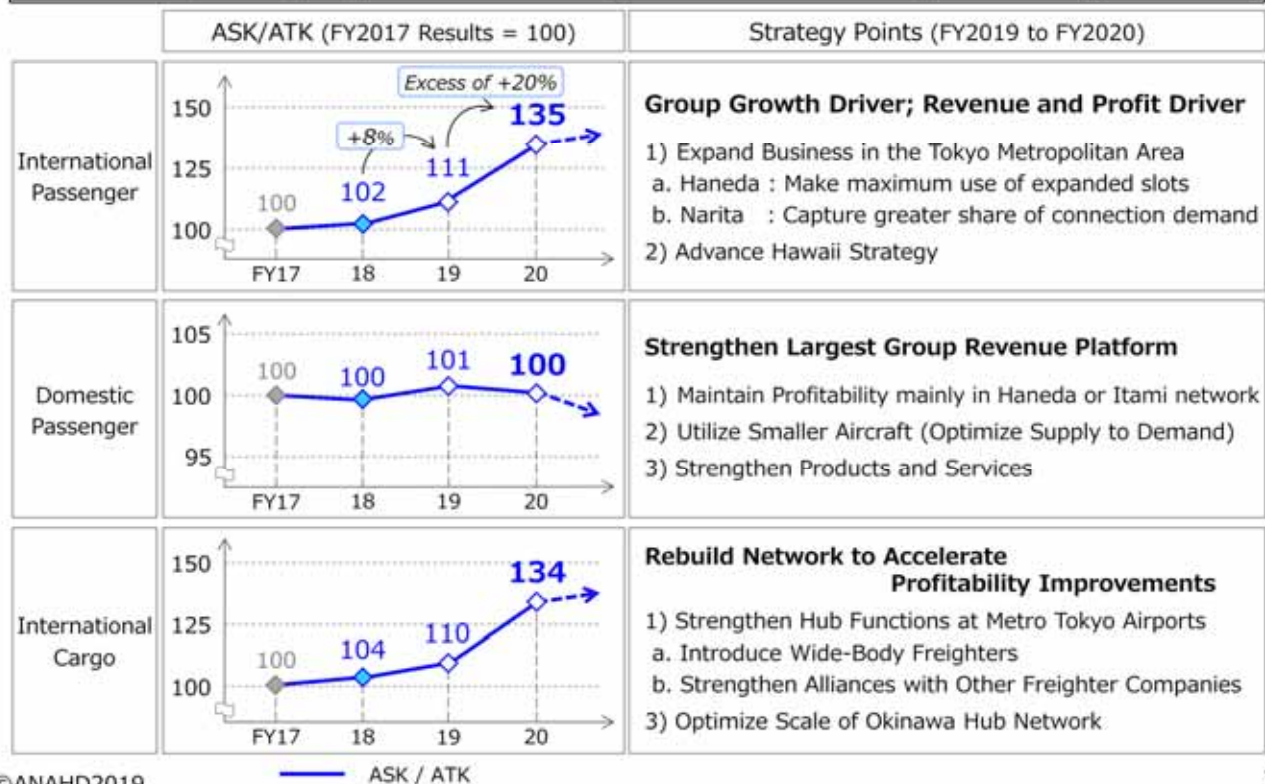 ASK/ATK (FY2017 Results = 100)
Strategy Points (FY2019 to FY2020)
International
Passenger
150
125
100
100
102
+8%
111
Excess of +20%
135
FY17
18
19
20
Group Growth Driver; Revenue and Profit Driver
1) Expand Business in the Tokyo Metropolitan Area
a. Haneda : Make maximum use of expanded slots
b. Narita : Capture greater share of connection demand
2) Advance Hawaii Strategy
Domestic
Passenger
105
100
95
100
100
101
100
FY17
18
19
20
Strengthen Largest Group Revenue Platform
1) Maintain Profitability mainly in Haneda or Itami network
2) Utilize Smaller Aircraft (Optimize Supply to Demand)
3) Strengthen Products and Services
International
Cargo
150
125
100
100
104
110
134
FY17
18
19
20
Rebuild Network to Accelerate
Profitability Improvements
1) Strengthen Hub Functions at Metro Tokyo Airports
a. Introduce Wide-Body Freighters
b. Strengthen Alliances with Other Freighter Companies
3) Optimize Scale of Okinawa Hub Network
ASK / ATK
©ANAHD2019